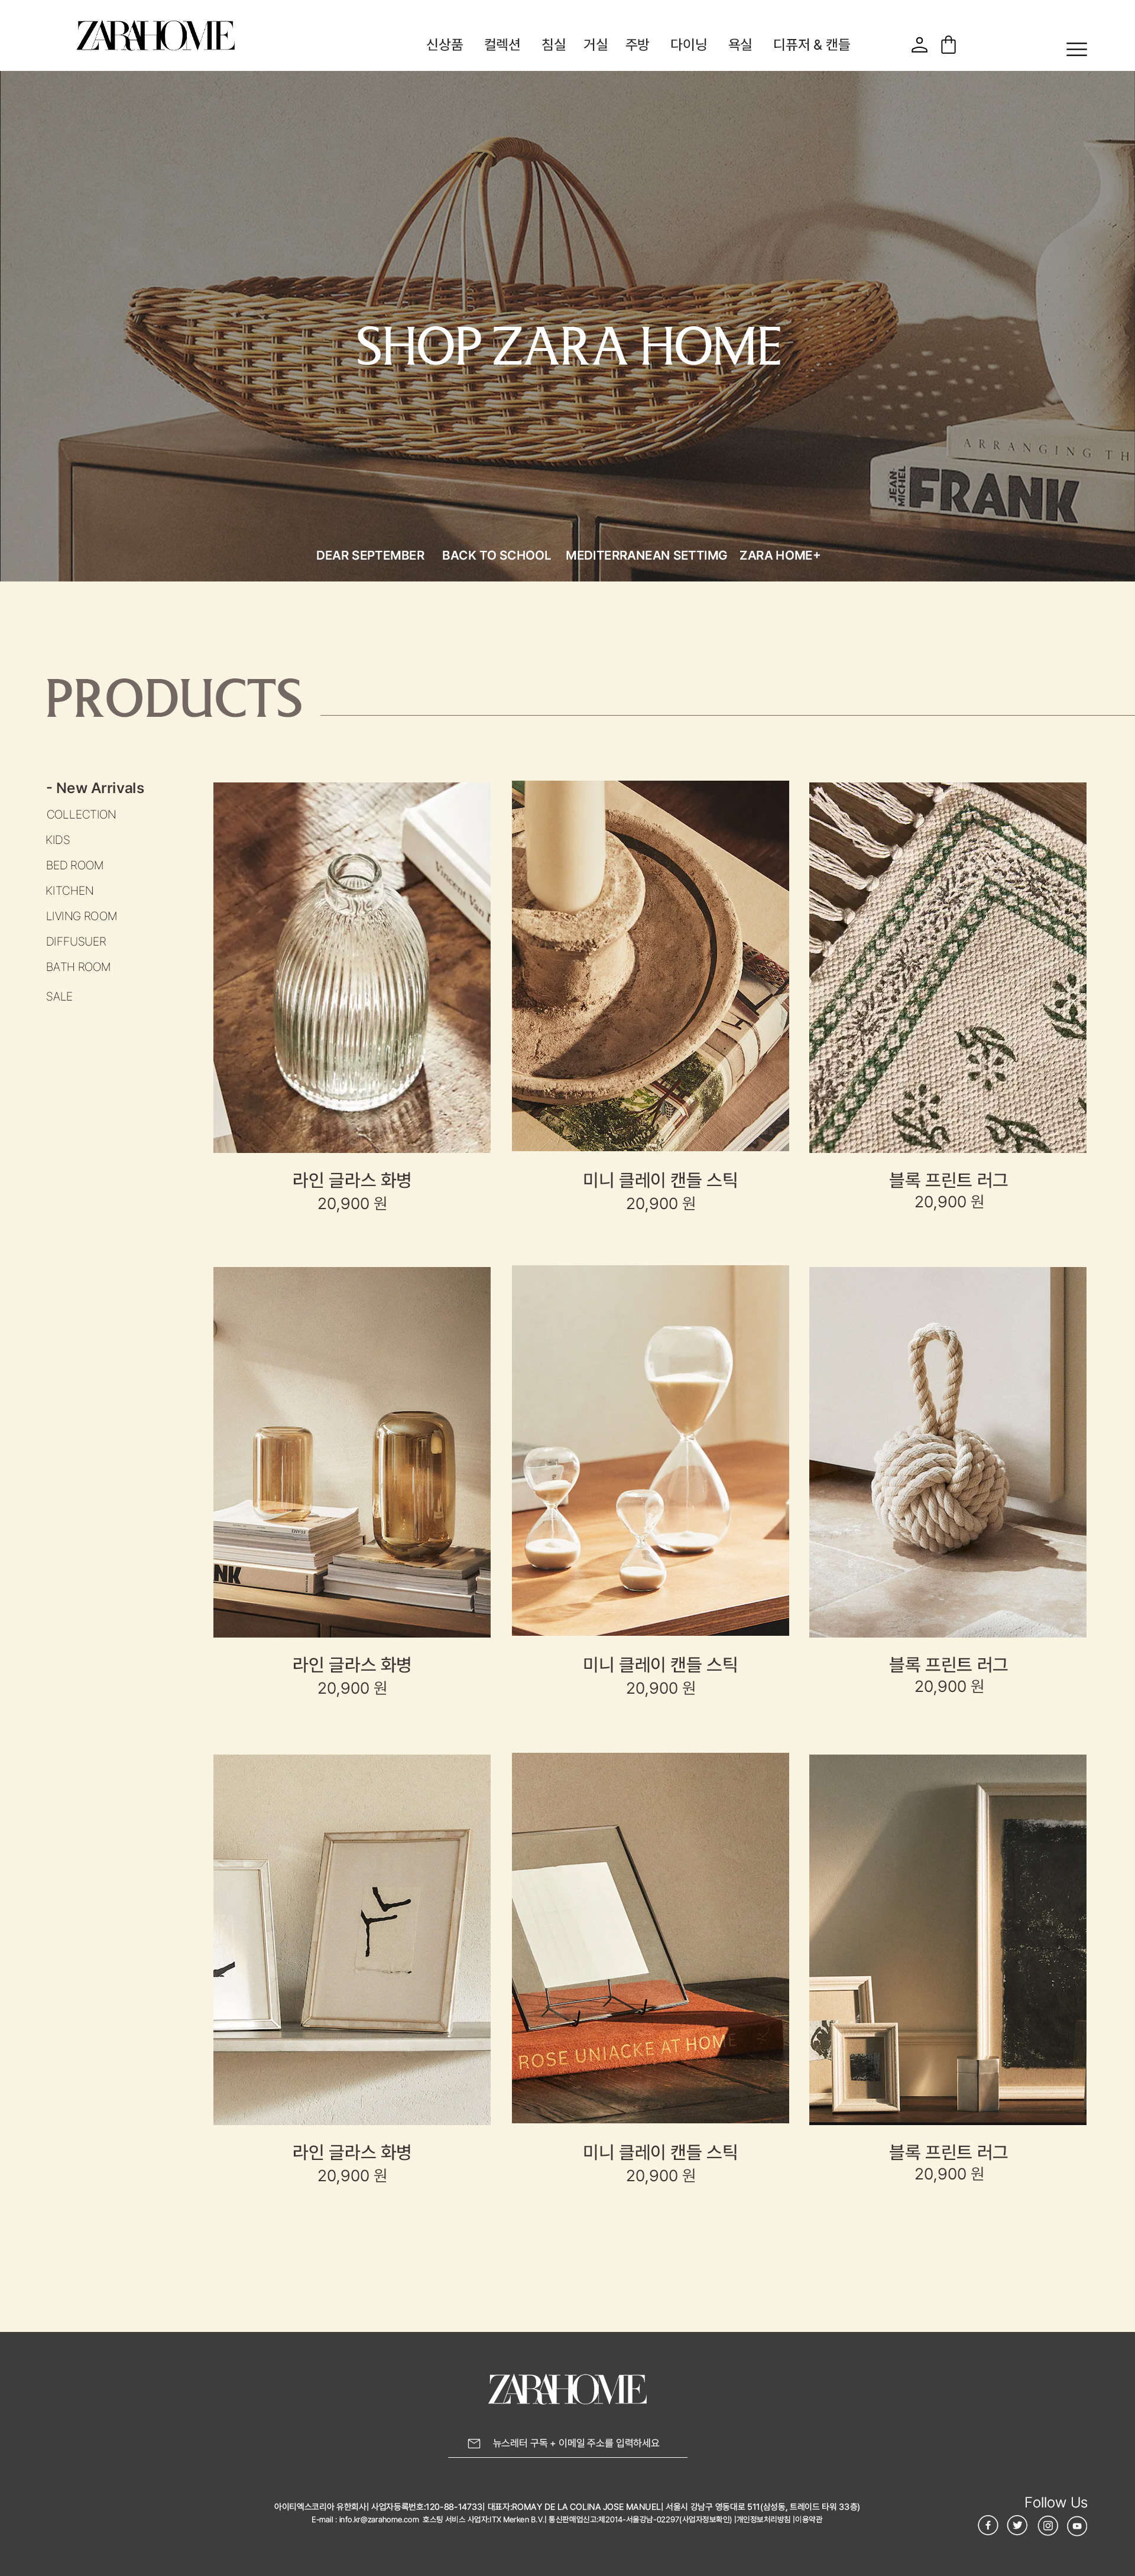 ZARAHOME
신상품 컬렉션 침실 거실 주방 다이닝 욕실 디퓨저 & 캔들
SHOP ZARA HOME
ARRANGING TH
JEAN-MICHEL FRANK
DEAR SEPTEMBER BACK TO SCHOOL MEDITERRANEAN SETTIMG ZARA HOME+
PRODUCTS
- New Arrivals
COLLECTION
KIDS
BED ROOM
KITCHEN
LIVING ROOM
DIFFUSUER
BATH ROOM
SALE
Vincent Van
라인 글라스 화병
20,900 원
미니 클레이 캔들 스틱
20,900 원
블록 프린트 러그
20,900 원
NK
라인 글라스 화병
20,900 원
미니 클레이 캔들 스틱
20,900 원
블록 프린트 러그
20,900 원
ROSE UNIACKE AT HOME
라인 글라스 화병
20,900 원
미니 클레이 캔들 스틱
20,900 원
블록 프린트 러그
20,900 원
ZARAHOME
뉴스레터 구독 + 이메일 주소를 입력하세요
아이티엑스코리아 유한회사| 사업자등록번호:120-88-14733| 대표자:ROMAY DE LA COLINA JOSE MANUEL| 서울시 강남구 영동대로 511(삼성동, 트레이드 타워 33층)
E-mail : info.kr@zarahome.com 호스팅 서비스 사업자:ITX Merken B.V.| 통신판매업신고:제2014-서울강남-02297(사업자정보확인) |개인정보처리방침 |이용약관
Follow Us